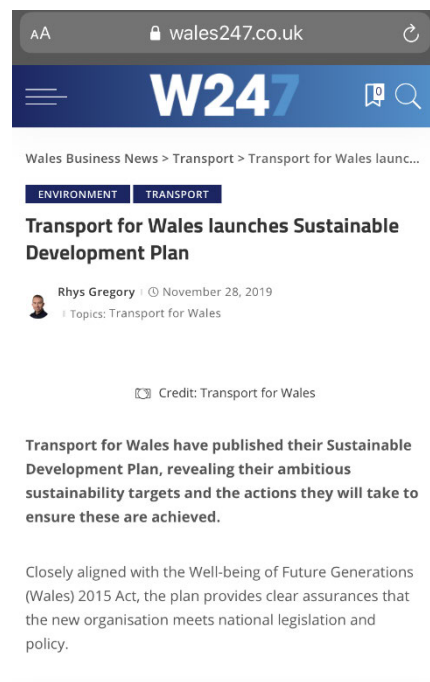 AA wales247.co.uk
W247 0
Wales Business News > Transport > Transport for Wales launc...
ENVIRONMENT TRANSPORT
Transport for Wales launches Sustainable
Development Plan
Rhys Gregory November 28, 2019
Topics: Transport for Wales
Credit: Transport for Wales
Transport for Wales have published their Sustainable
Development Plan, revealing their ambitious
sustainability targets and the actions they will take to
ensure these are achieved.
Closely aligned with the Well-being of Future Generations
(Wales) 2015 Act, the plan provides clear assurances that
the new organisation meets national legislation and
policy.